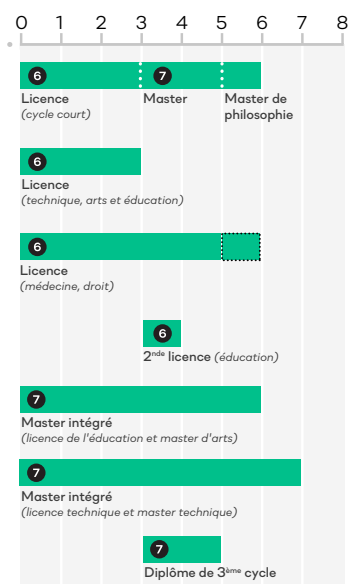 0 1 2 3 4 5 6 7 8
6 7
Licence Master Master de
(cycle court) philosophie
6
Licence
(technique, arts et éducation)
6
Licence
(médecine, droit)
6
2nde licence (éducation)
7
Master intégré
(licence de l'éducation et master d'arts)
7
Master intégré
(licence technique et master technique)
7
Diplôme de 3ème cycle